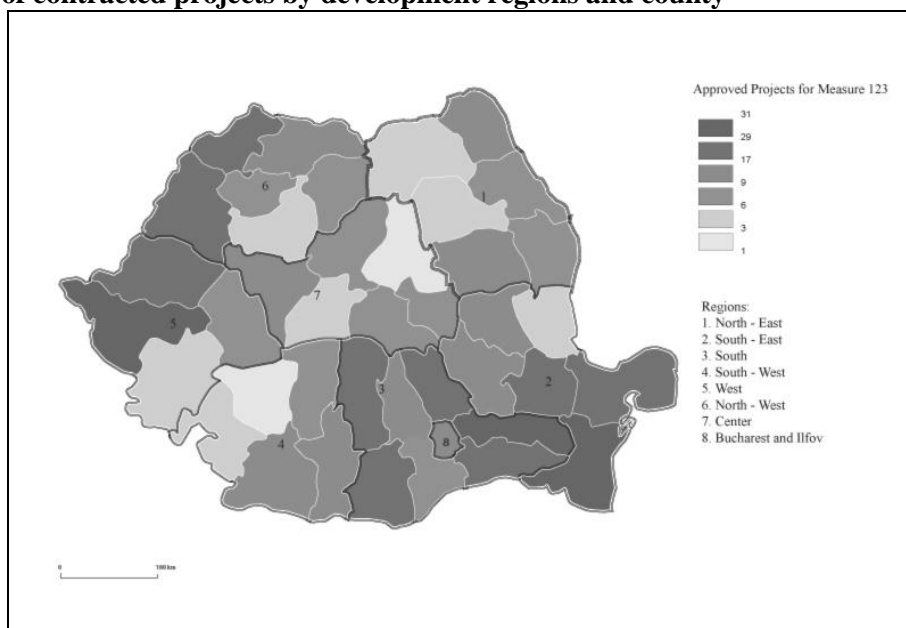 of contracted projects by development regions and county
Approved Projects for Measure 123
31
29
17
9
6
3
1
Regions:
1. North - East
2. South - East
3. South
4. South - West
5. West
6. North - West
7. Center
8. Bucharest and Ilfov
6
1
7
5
2
3
4
8
0
100 km